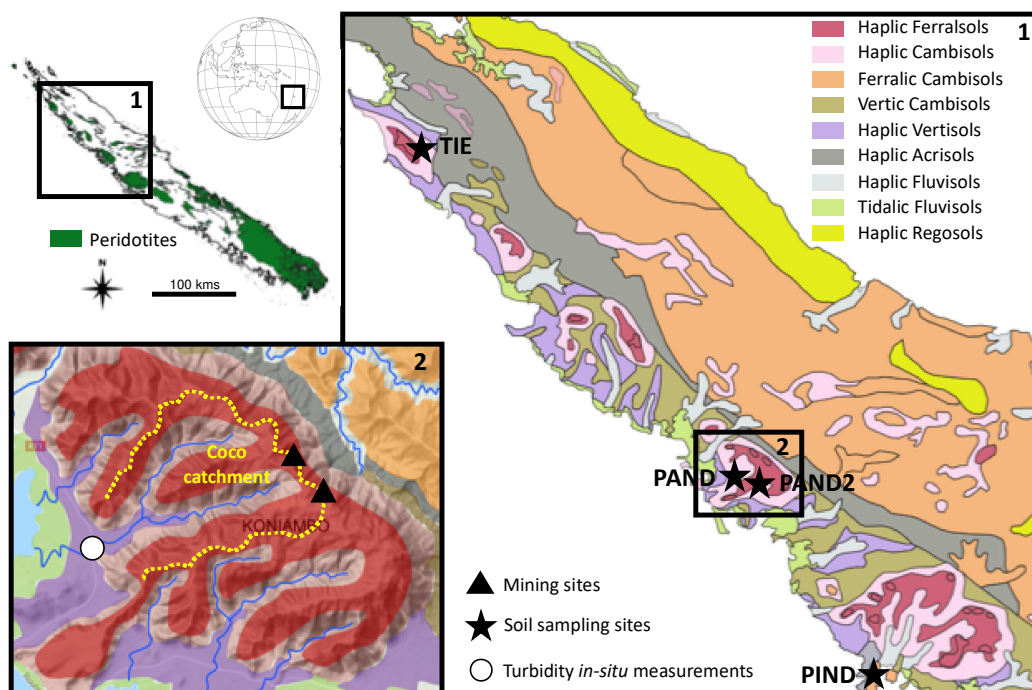 1
N
Peridotites
100 kms
1
Haplic Ferralsols
Haplic Cambisols
Ferralic Cambisols
Vertic Cambisols
Haplic Vertisols
Haplic Acrisols
Haplic Fluvisols
Tidalic Fluvisols
Haplic Regosols
TIE
2
PAND
PAND2
PIND
2
Coco
catchment
KONIAMBO
Mining sites
Soil sampling sites
Turbidity in-situ measurements